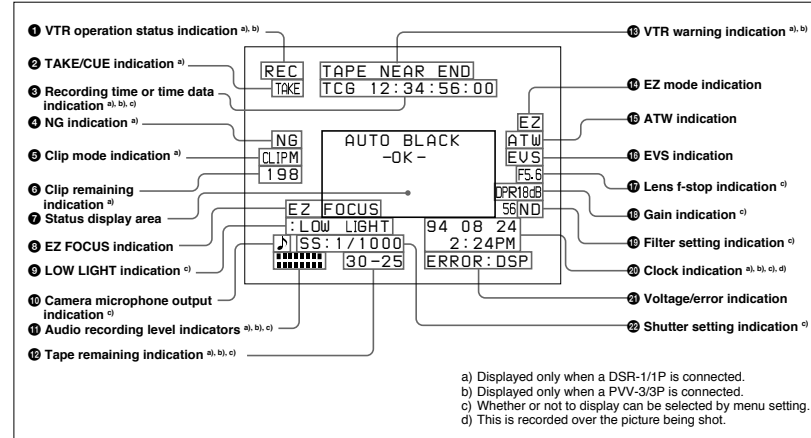 ❶ VTR operation status indication a), b)
❷ TAKE/CUE indication a)
❸ Recording time or time data
indication a), b), c)
❹ NG indication a)
❺ Clip mode indication a)
❻ Clip remaining
indication a)
❼ Status display area
❽ EZ FOCUS indication
❾ LOW LIGHT indication c)
❿ Camera microphone output
indication c)
⓫ Audio recording level indicators a), b), c)
⓬ Tape remaining indication a), b), c)
REC TAPE NEAR END
TAKE TCG 12:34:56:00
EZ
NG AUTO BLACK ATW
CLIPM -OK- EVS
198 F5.6
DPR18dB
EZ FOCUS 56 ND
:LOW LIGHT 94 08 24
♪ SS:1/1000 2:24PM
30-25 ERROR:DSP
⓭ VTR warning indication a), b)
⓮ EZ mode indication
⓯ ATW indication
⓰ EVS indication
⓱ Lens f-stop indication c)
⓲ Gain indication c)
⓳ Filter setting indication c)
⓴ Clock indication a), b), c), d)
㉑ Voltage/error indication
㉒ Shutter setting indication c)
a) Displayed only when a DSR-1/1P is connected.
b) Displayed only when a PVV-3/3P is connected.
c) Whether or not to display can be selected by menu setting.
d) This is recorded over the picture being shot.